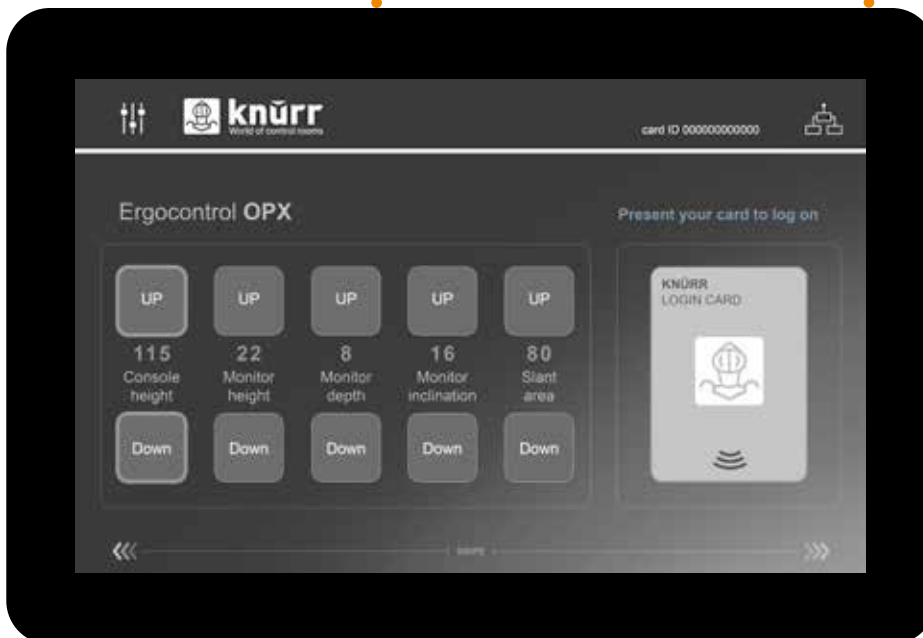 knürr
World of control rooms
card ID 000000000000
Ergocontrol OPX
Present your card to log on
UP
UP
UP
UP
UP
115
Console
height
22
Monitor
height
8
Monitor
depth
16
Monitor
inclination
80
Slant
area
Down
Down
Down
Down
Down
KNÜRR
LOGIN CARD